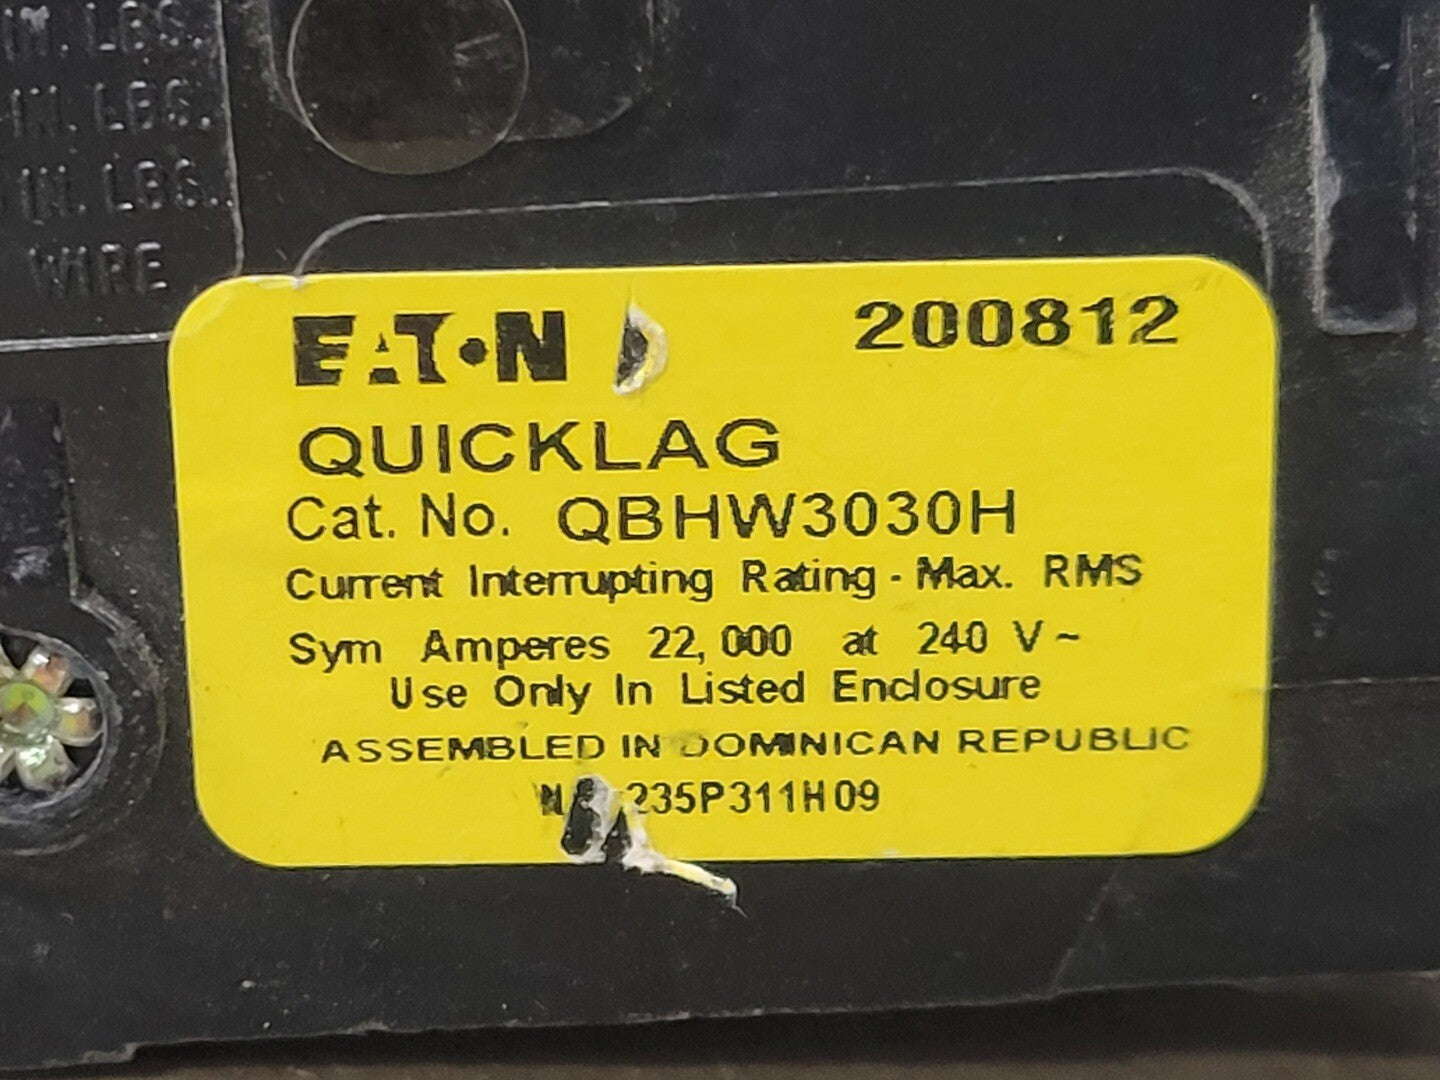 IN. LBS.
IN. LBS.
IN. LBS.
WIRE
EAT•N 200812
QUICKLAG
Cat. No. QBHW3030H
Current Interrupting Rating - Max. RMS
Sym Amperes 22,000 at 240 V~
Use Only In Listed Enclosure
ASSEMBLED IN DOMINICAN REPUBLIC
235P311H09